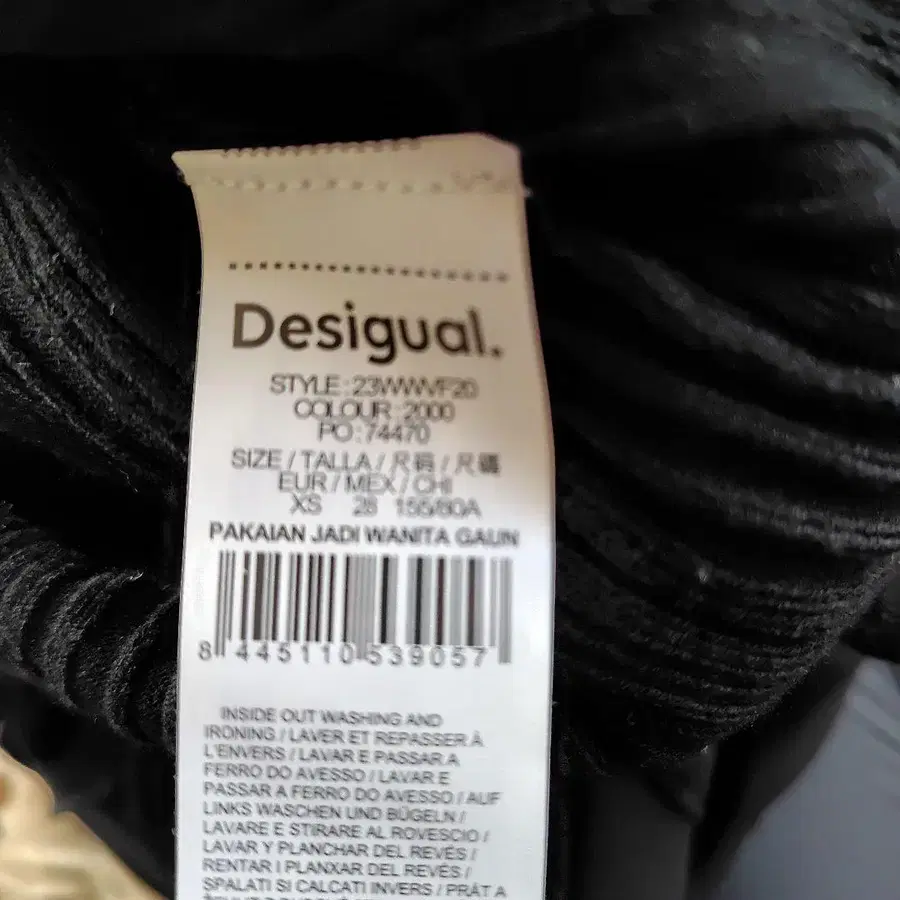 Desigual.
STYLE : 23WWVF20
COLOUR : 2000
PO : 74470
SIZE / TALLA / 尺码 / 尺碼
EUR / MEX / CHI
XS 28 155/80A
PAKAIAN JADI WANITA GAUN
8 445110 539057
INSIDE OUT WASHING AND
IRONING / LAVER ET REPASSER À
L'ENVERS / LAVAR E PASSAR A
FERRO DO AVESSO / LAVAR E
PASSAR A FERRO DO AVESSO / AUF
LINKS WASCHEN UND BÜGELN /
LAVARE E STIRARE AL ROVESCIO /
LAVAR Y PLANCHAR DEL REVÉS /
RENTAR I PLANXAR DEL REVÉS /
SPALATI SI CALCATI INVERS / PRÁT A